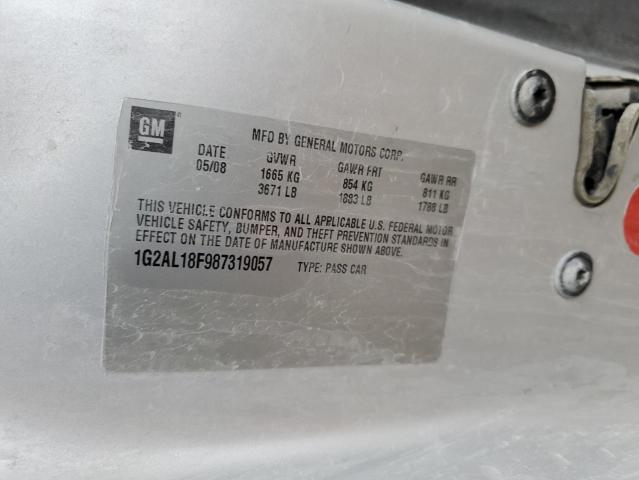 GM
MFD BY GENERAL MOTORS CORP.
DATE GVWR GAWR FRT GAWR RR
05/08 1665 KG 854 KG 811 KG
3671 LB 1883 LB 1788 LB
THIS VEHICLE CONFORMS TO ALL APPLICABLE U.S. FEDERAL MOTOR
VEHICLE SAFETY, BUMPER, AND THEFT PREVENTION STANDARDS IN
EFFECT ON THE DATE OF MANUFACTURE SHOWN ABOVE.
1G2AL18F987319057 TYPE: PASS CAR